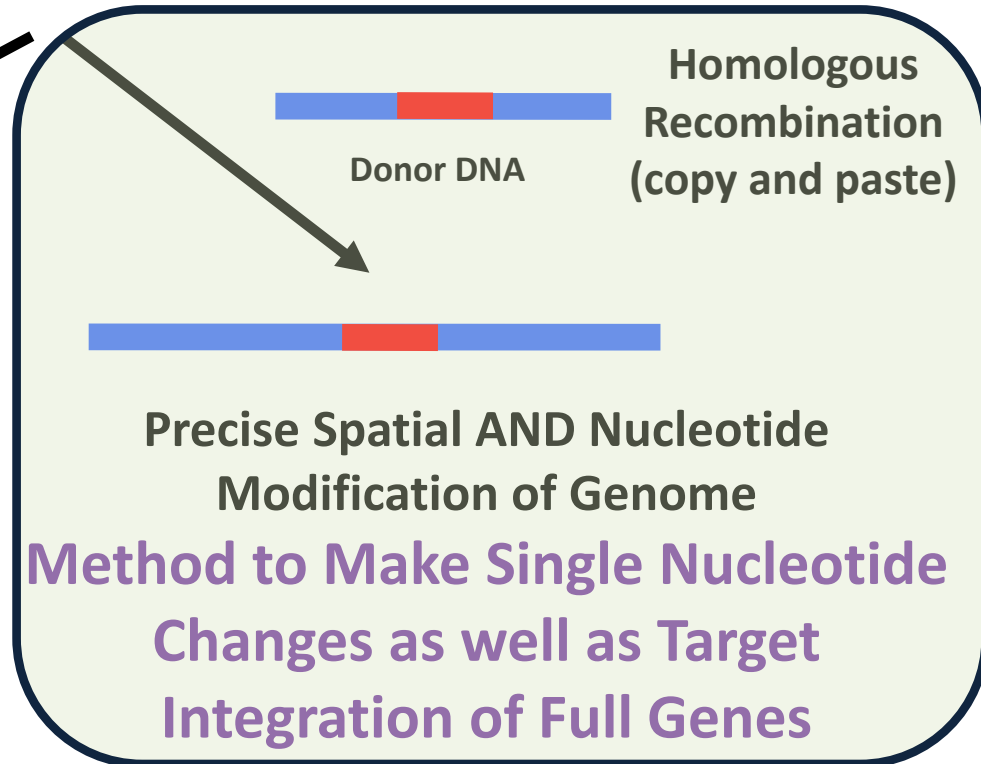 Homologous
Recombination
(copy and paste)
Donor DNA
Precise Spatial AND Nucleotide
Modification of Genome
Method to Make Single Nucleotide
Changes as well as Target
Integration of Full Genes